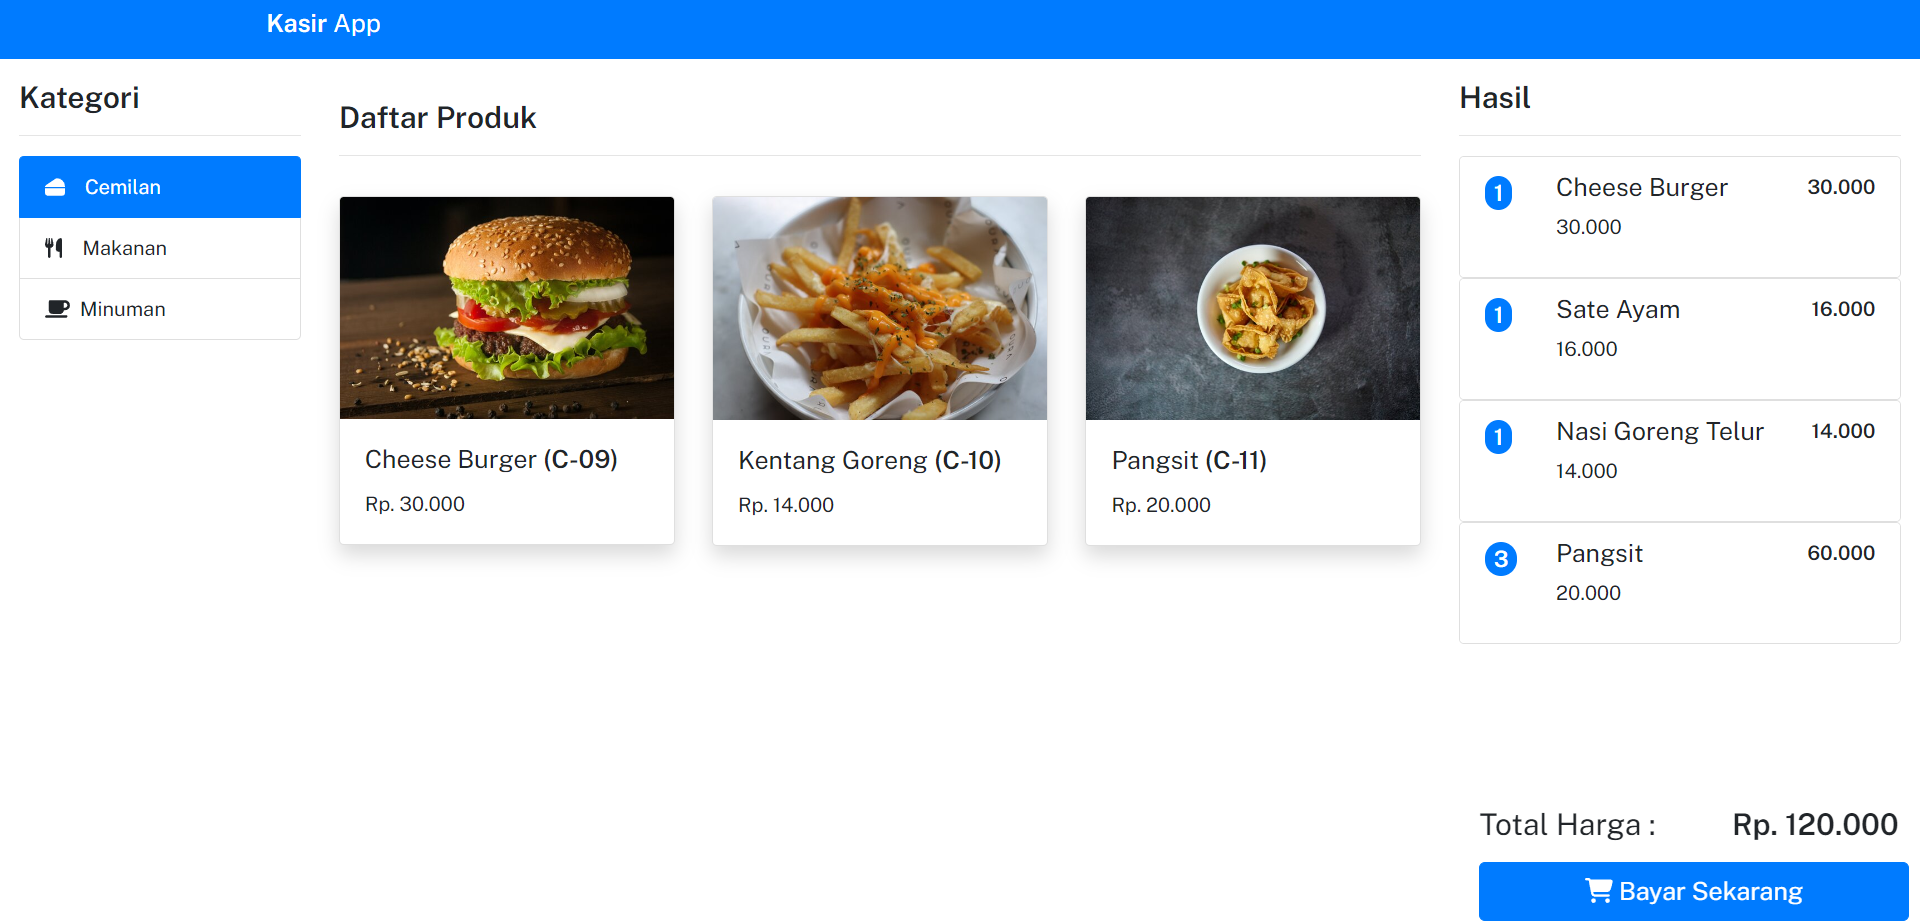 Kasir App
Kategori
Cemilan
Makanan
Minuman
Daftar Produk
Cheese Burger (C-09)
Rp. 30.000
Kentang Goreng (C-10)
Rp. 14.000
Pangsit (C-11)
Rp. 20.000
Hasil
1 Cheese Burger 30.000
30.000
1 Sate Ayam 16.000
16.000
1 Nasi Goreng Telur 14.000
14.000
3 Pangsit 60.000
20.000
Total Harga : Rp. 120.000
Bayar Sekarang